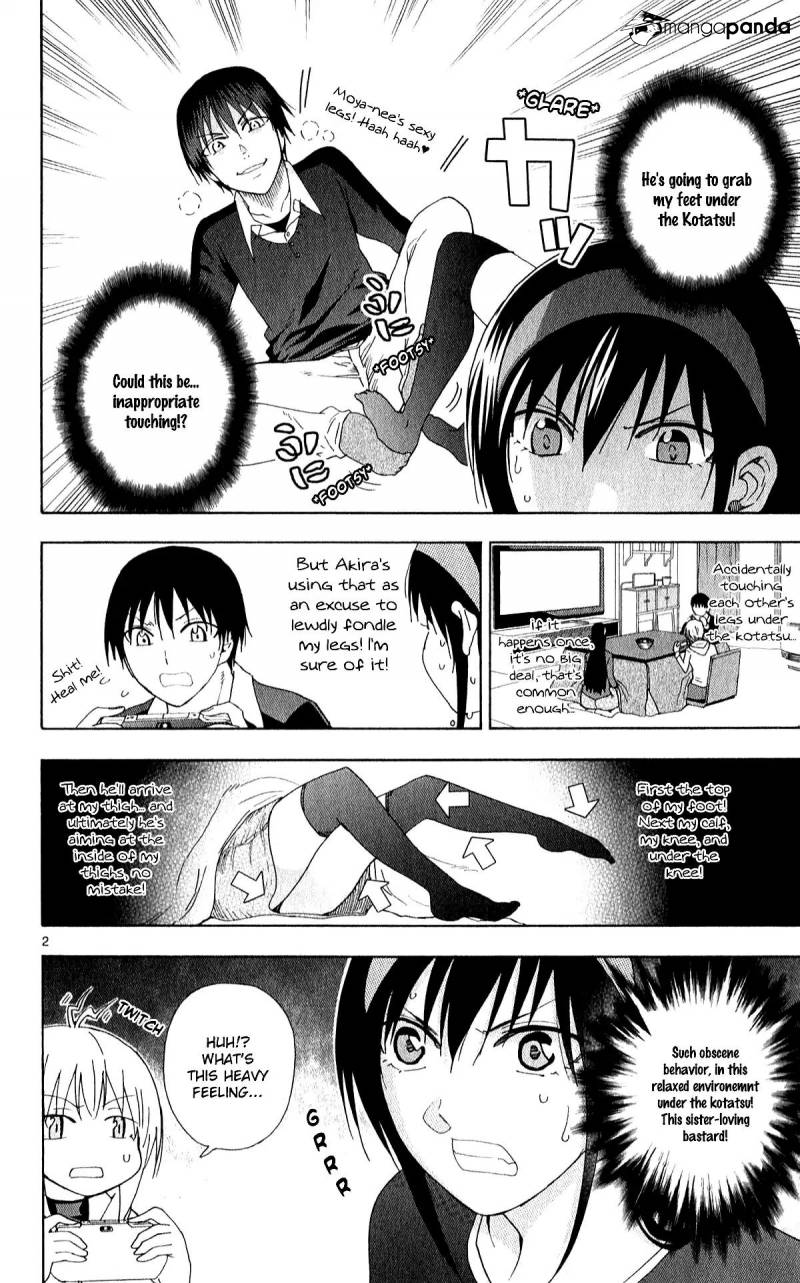 mangapanda
He's going to grab
my feet under
the Kotatsu!
*GLARE*
カッ
Moya-nee's sexy
legs! Haah haah♥
うに
*FOOTSY*
うに
*FOOTSY*
Could this be...
inappropriate
touching!?
Accidentally
touching
each other's
legs under
the kotatsu...
If it
happens once,
it's no big
deal, that's
common
enough...
But Akira's
using that as
an excuse to
lewdly fondle
my legs! I'm
sure of it!
Shit!
Heal me!
First the top
of my foot!
Next my calf,
my knee, and
under the
knee!
Then he'll arrive
at my thigh... and
ultimately he's
aiming at the
inside of my
thighs, no
mistake!
2
Such obscene
behavior, in this
relaxed environemnt
under the kotatsu!
This sister-loving
bastard!
GRRR
HUH!?
WHAT'S
THIS HEAVY
FEELING...
TWITCH